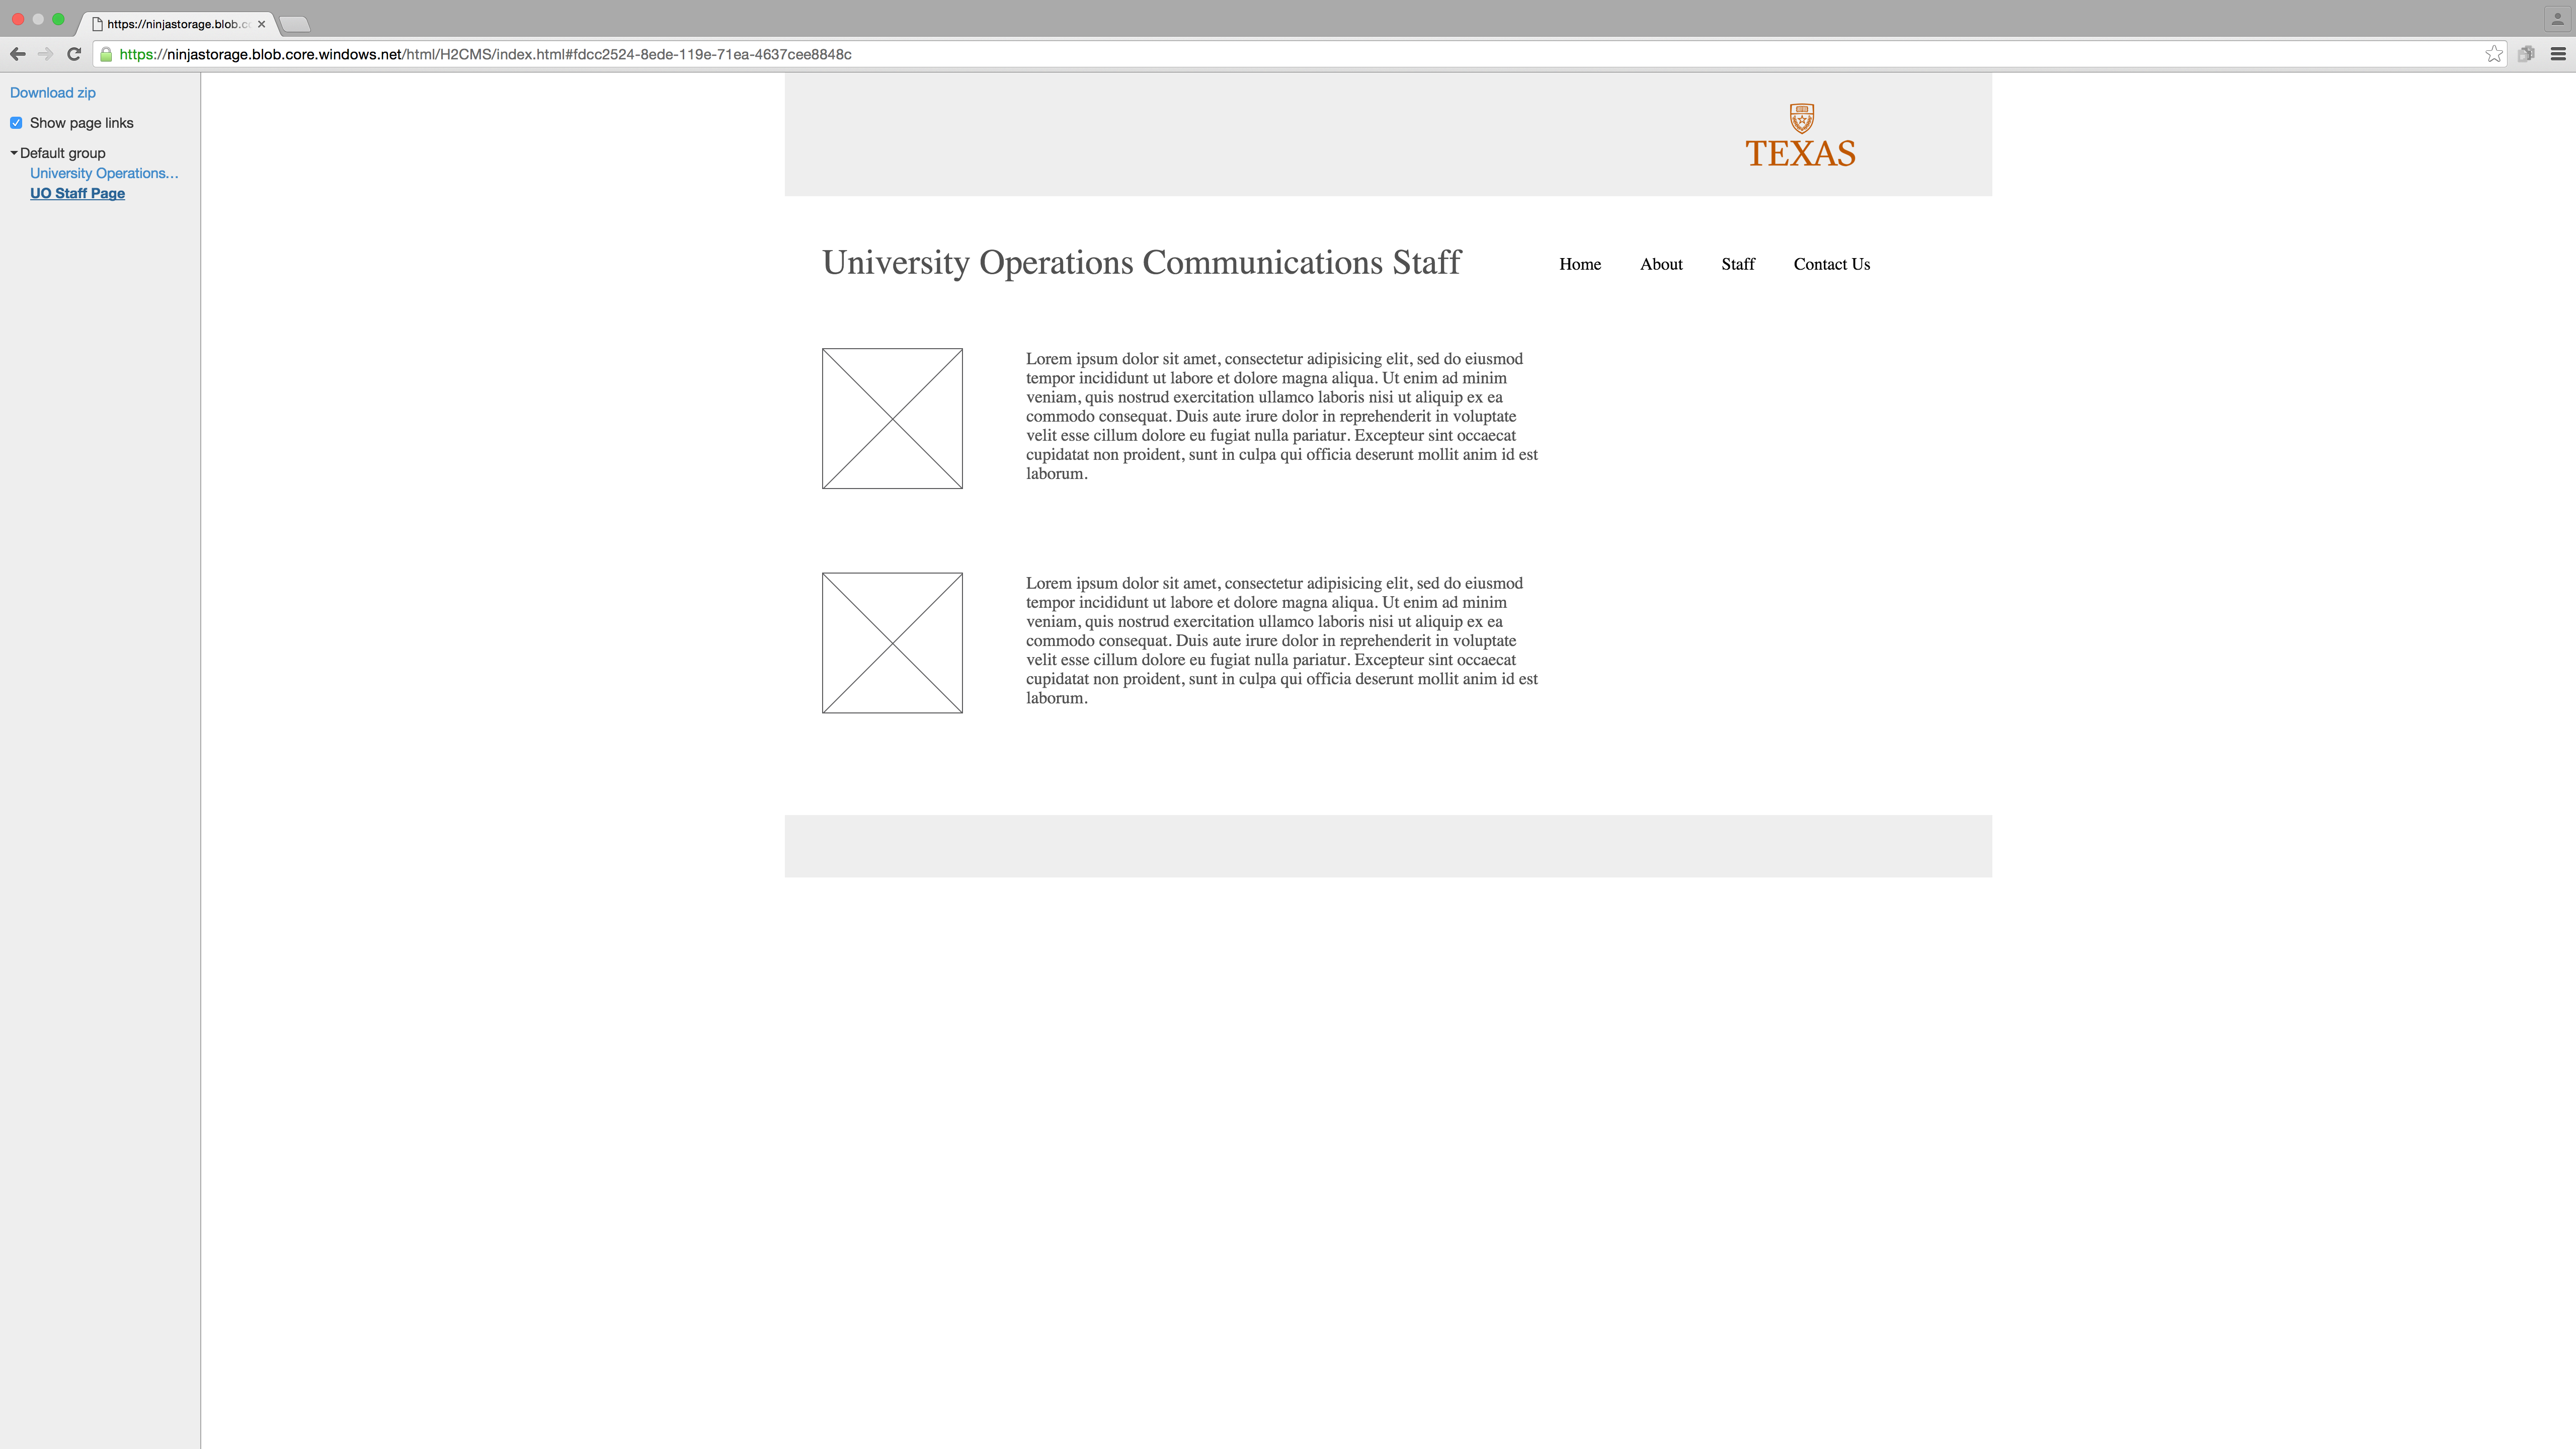 https://ninjastorage.blob.c
https://ninjastorage.blob.core.windows.net/html/H2CMS/index.html#fdcc2524-8ede-119e-71ea-4637cee8848c
Download zip
Show page links
Default group
University Operations...
UO Staff Page
TEXAS
University Operations Communications Staff
Home About Staff Contact Us
Lorem ipsum dolor sit amet, consectetur adipisicing elit, sed do eiusmod
tempor incididunt ut labore et dolore magna aliqua. Ut enim ad minim
veniam, quis nostrud exercitation ullamco laboris nisi ut aliquip ex ea
commodo consequat. Duis aute irure dolor in reprehenderit in voluptate
velit esse cillum dolore eu fugiat nulla pariatur. Excepteur sint occaecat
cupidatat non proident, sunt in culpa qui officia deserunt mollit anim id est
laborum.
Lorem ipsum dolor sit amet, consectetur adipisicing elit, sed do eiusmod
tempor incididunt ut labore et dolore magna aliqua. Ut enim ad minim
veniam, quis nostrud exercitation ullamco laboris nisi ut aliquip ex ea
commodo consequat. Duis aute irure dolor in reprehenderit in voluptate
velit esse cillum dolore eu fugiat nulla pariatur. Excepteur sint occaecat
cupidatat non proident, sunt in culpa qui officia deserunt mollit anim id est
laborum.